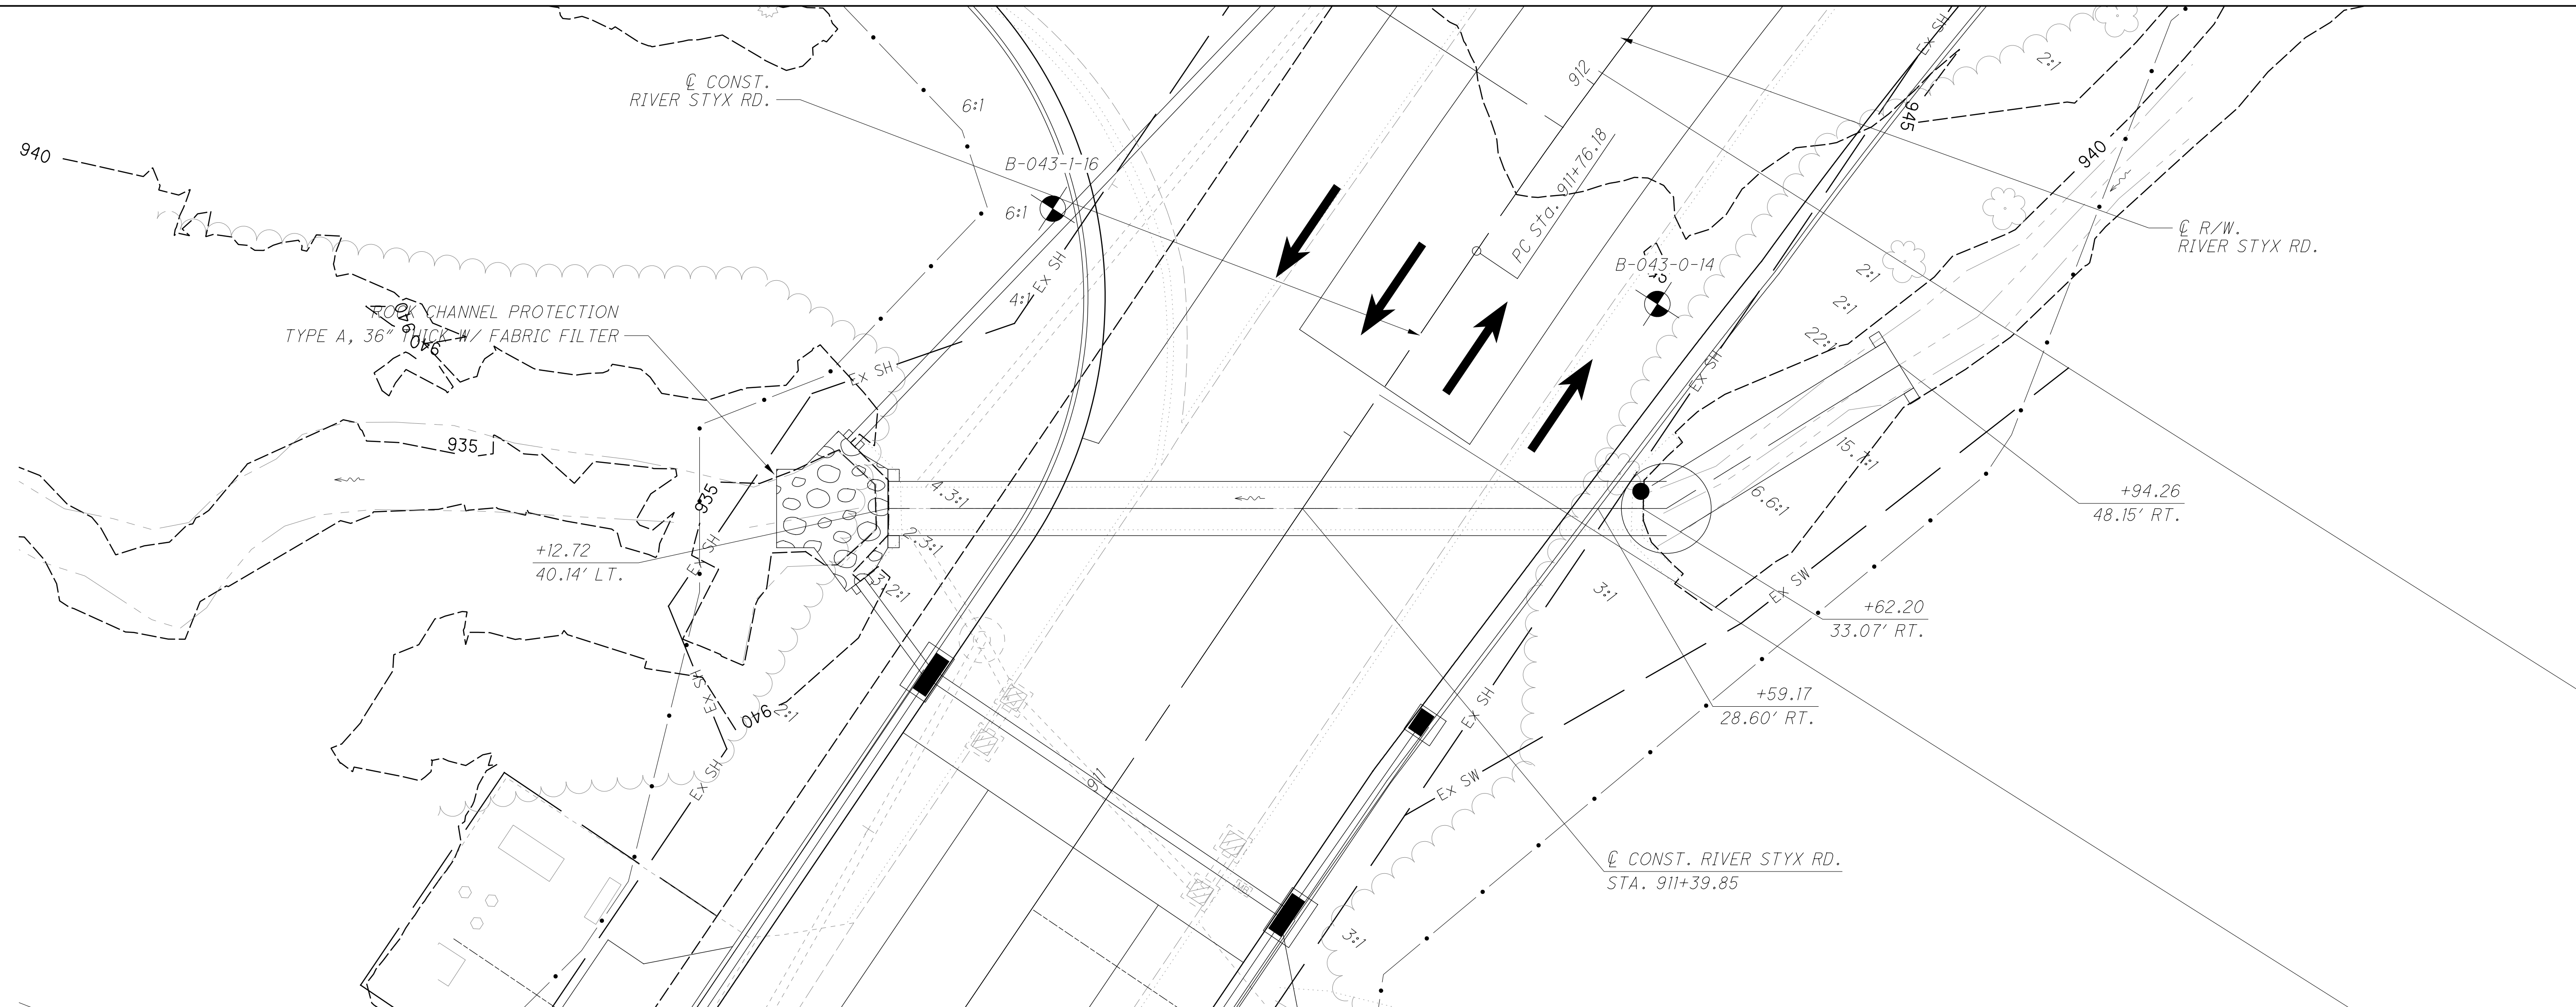 ℄ CONST.
RIVER STYX RD.
6:1
912
EX SH
2:1
945
940
940
B-043-1-16
6:1
PC Sta. 911+76.18
℄ R/W.
RIVER STYX RD.
EX SH
4:1
B-043-0-14
2:1
2:1
22:1
ROCK CHANNEL PROTECTION
TYPE A, 36" THICK W/ FABRIC FILTER
940
940
EX SH
EX SH
935
935
4.3:1
2.3:1
3.2:1
15.7:1
6.6:1
+94.26
48.15' RT.
+12.72
40.14' LT.
EX SH
3:1
EX SW
+62.20
33.07' RT.
EX SH
940
2:1
EX SH
+59.17
28.60' RT.
EX SH
911
EX SW
℄ CONST. RIVER STYX RD.
STA. 911+39.85
3:1